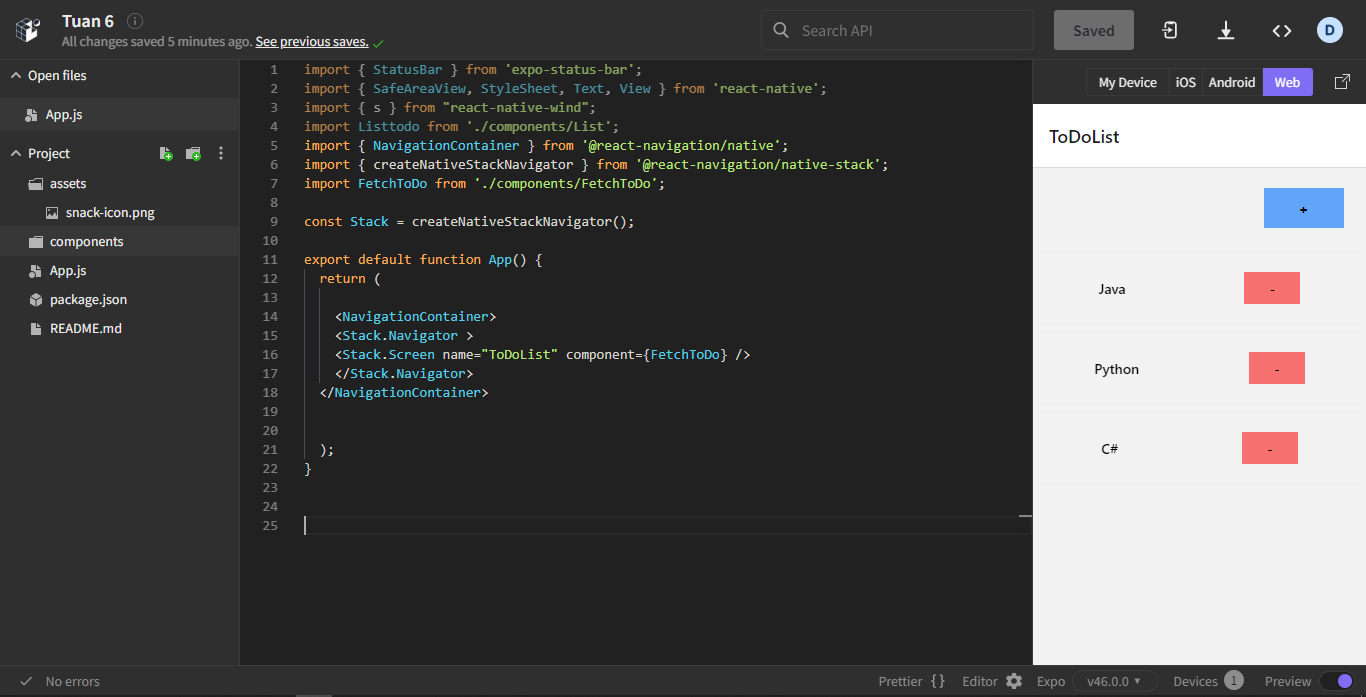 Tuan 6
All changes saved 5 minutes ago. See previous saves.
Search API
Saved
D
Open files
App.js
Project
assets
snack-icon.png
components
App.js
package.json
README.md
1 import { StatusBar } from 'expo-status-bar';
2 import { SafeAreaView, StyleSheet, Text, View } from 'react-native';
3 import { s } from "react-native-wind";
4 import Listtodo from './components/List';
5 import { NavigationContainer } from '@react-navigation/native';
6 import { createNativeStackNavigator } from '@react-navigation/native-stack';
7 import FetchToDo from './components/FetchToDo';
8
9 const Stack = createNativeStackNavigator();
10
11 export default function App() {
12 return (
13
14 <NavigationContainer>
15 <Stack.Navigator >
16 <Stack.Screen name="ToDoList" component={FetchToDo} />
17 </Stack.Navigator>
18 </NavigationContainer>
19
20
21 );
22 }
23
24
25
My Device iOS Android Web
ToDoList
+
Java -
Python -
C# -
No errors
Prettier {} Editor Expo v46.0.0 Devices 1 Preview